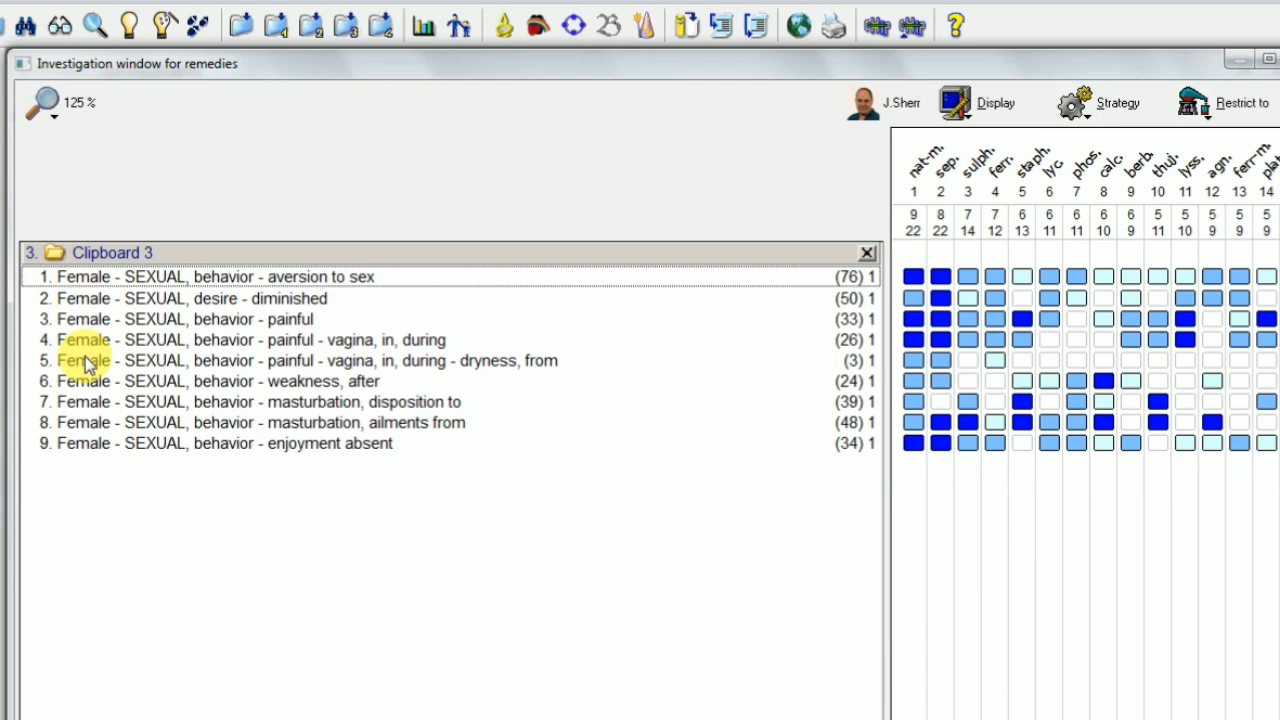 23
Investigation window for remedies
125 %
J.Sherr
Display
Strategy
Restrict to
nat-m. sep. sulph. ferr. staph. lyc. phos. calc. berb. thuj. lyss. agn. ferr-m. plat
1 2 3 4 5 6 7 8 9 10 11 12 13 14
9 8 7 7 6 6 6 6 6 5 5 5 5 5
22 22 14 12 13 11 11 10 9 11 10 9 9 9
3. Clipboard 3
1. Female - SEXUAL, behavior - aversion to sex (76) 1
2. Female - SEXUAL, desire - diminished (50) 1
3. Female - SEXUAL, behavior - painful (33) 1
4. Female - SEXUAL, behavior - painful - vagina, in, during (26) 1
5. Female - SEXUAL, behavior - painful - vagina, in, during - dryness, from (3) 1
6. Female - SEXUAL, behavior - weakness, after (24) 1
7. Female - SEXUAL, behavior - masturbation, disposition to (39) 1
8. Female - SEXUAL, behavior - masturbation, ailments from (48) 1
9. Female - SEXUAL, behavior - enjoyment absent (34) 1